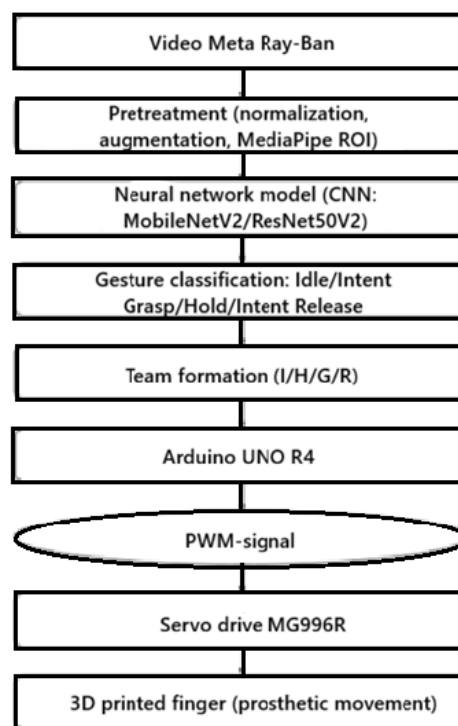 Video Meta Ray-Ban
Pretreatment (normalization,
augmentation, MediaPipe ROI)
Neural network model (CNN:
MobileNetV2/ResNet50V2)
Gesture classification: Idle/Intent
Grasp/Hold/Intent Release
Team formation (I/H/G/R)
Arduino UNO R4
PWM-signal
Servo drive MG996R
3D printed finger (prosthetic movement)